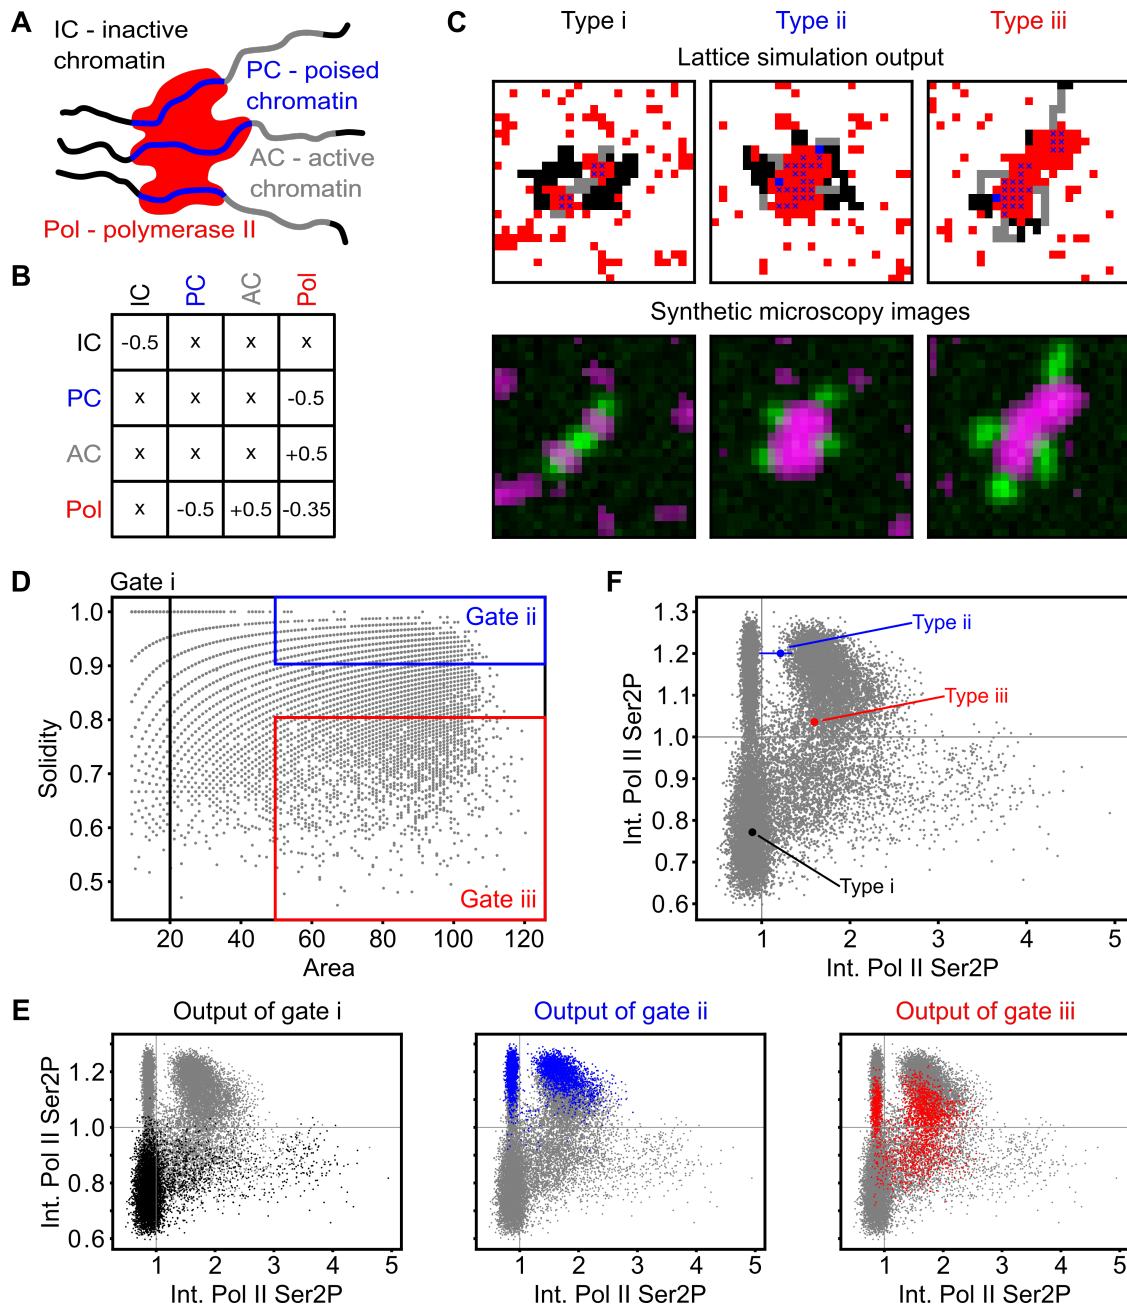 A
IC - inactive
chromatin
PC - poised
chromatin
AC - active
chromatin
Pol - polymerase II
B
IC PC AC Pol
IC -0.5 x x x
PC x x x -0.5
AC x x x +0.5
Pol x -0.5 +0.5 -0.35
C
Type i Type ii Type iii
Lattice simulation output
Synthetic microscopy images
D
Gate i
Gate ii
Gate iii
Solidity
1.0
0.9
0.8
0.7
0.6
0.5
20 40 60 80 100 120
Area
F
Int. Pol II Ser2P
1.3
1.2
1.1
1.0
0.9
0.8
0.7
0.6
Type ii
Type iii
Type i
1 2 3 4 5
Int. Pol II Ser2P
E
Output of gate i Output of gate ii Output of gate iii
Int. Pol II Ser2P
1.2
1.0
0.8
0.6
1 2 3 4 5
Int. Pol II Ser2P
1 2 3 4 5
Int. Pol II Ser2P
1 2 3 4 5
Int. Pol II Ser2P